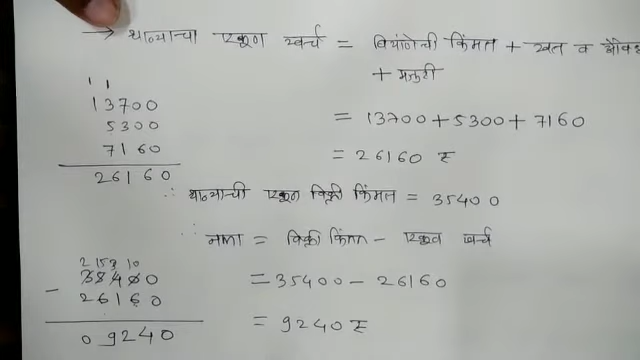 → धान्याचा एकूण खर्च = बियांणेची किंमत + खत व औषध
+ मजुरी
1 1
13700
5300
7160
26160
= 13700 + 5300 + 7160
= 26160 ₹
∴ धान्याची एकूण विक्री किंमत = 35400
∴ नफा = विक्री किंमत - एकूण खर्च
2 15 3 10
35400
- 26160
09240
= 35400 - 26160
= 9240 ₹